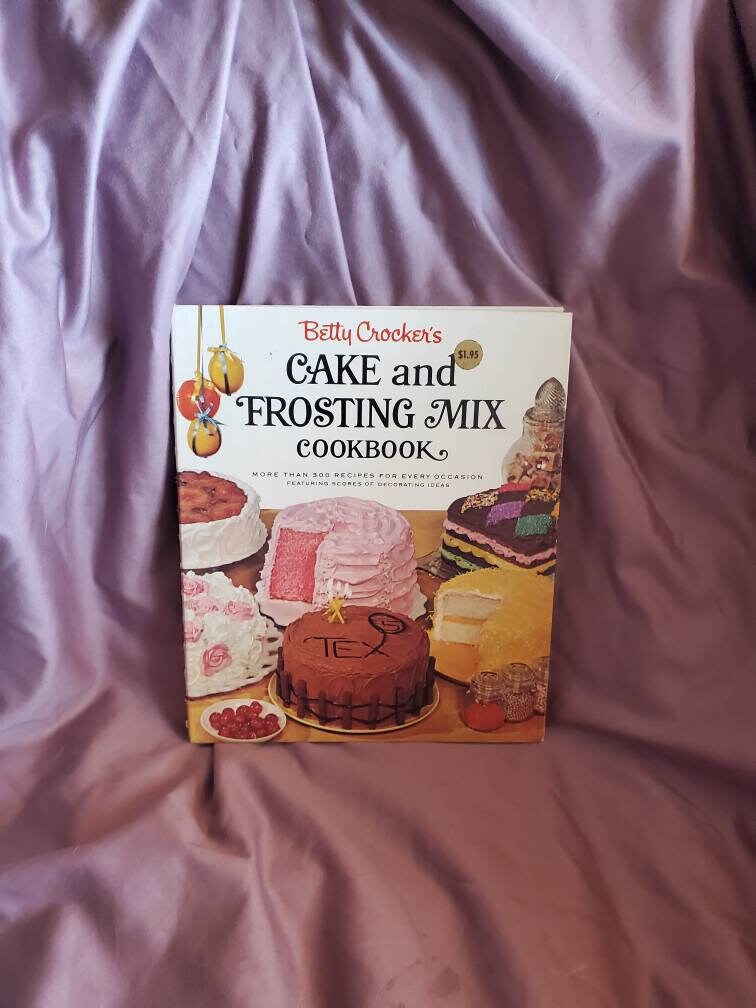 Betty Crocker's
$1.95
CAKE and
FROSTING MIX
COOKBOOK
MORE THAN 300 RECIPES FOR EVERY OCCASION
FEATURING SCORES OF DECORATING IDEAS
TEX
5